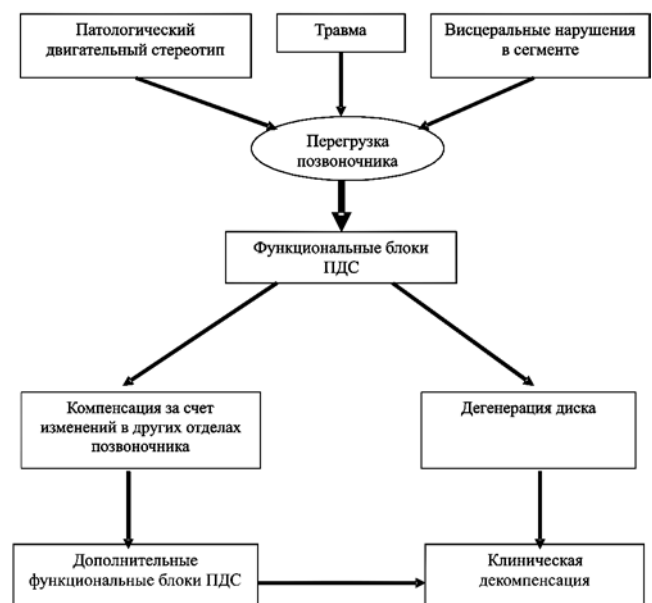 Патологический
двигательный стереотип
Травма
Висцеральные нарушения
в сегменте
Перегрузка
позвоночника
Функциональные блоки
ПДС
Компенсация за счет
изменений в других отделах
позвоночника
Дегенерация диска
Дополнительные
функциональные блоки ПДС
Клиническая
декомпенсация